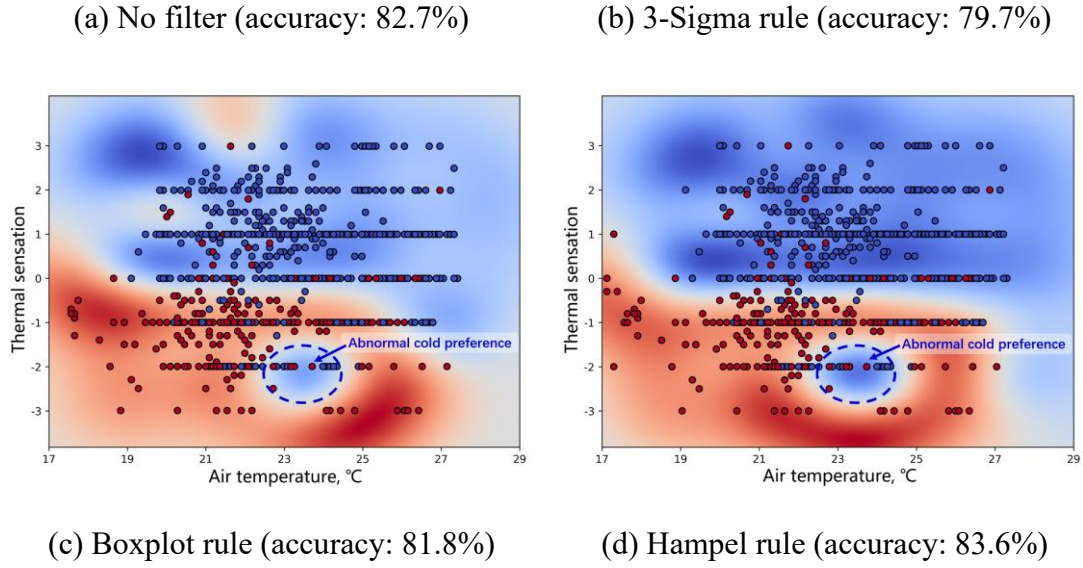 (a) No filter (accuracy: 82.7%)
(b) 3-Sigma rule (accuracy: 79.7%)
Thermal sensation
3
2
1
0
-1
-2
-3
Abnormal cold preference
17
19
21
23
25
27
29
Air temperature, °C
Thermal sensation
3
2
1
0
-1
-2
-3
Abnormal cold preference
17
19
21
23
25
27
29
Air temperature, °C
(c) Boxplot rule (accuracy: 81.8%)
(d) Hampel rule (accuracy: 83.6%)